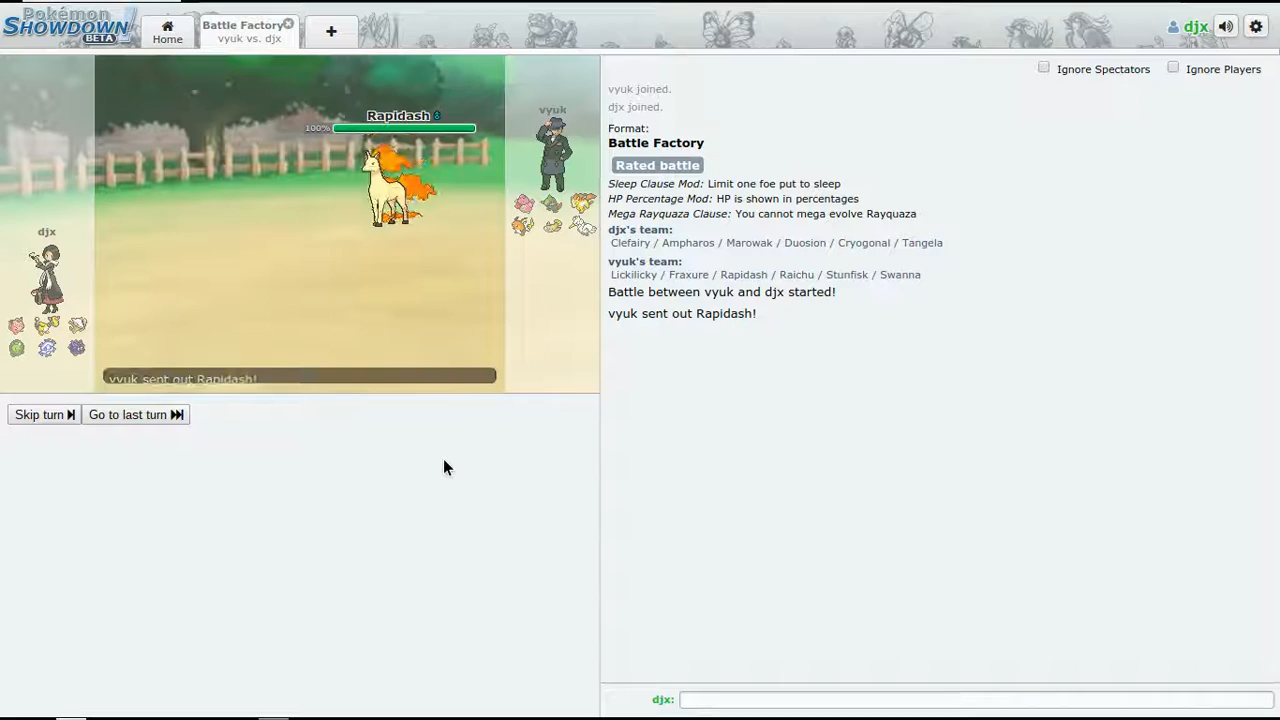 Pokémon
SHOWDOWN
BETA
Home
Battle Factory
vyuk vs. djx
+
djx
Ignore Spectators
Ignore Players
Rapidash
100%
vyuk
djx
vyuk sent out Rapidash!
Skip turn
Go to last turn
vyuk joined.
djx joined.
Format:
Battle Factory
Rated battle
Sleep Clause Mod: Limit one foe put to sleep
HP Percentage Mod: HP is shown in percentages
Mega Rayquaza Clause: You cannot mega evolve Rayquaza
djx's team:
Clefairy / Ampharos / Marowak / Duosion / Cryogonal / Tangela
vyuk's team:
Lickilicky / Fraxure / Rapidash / Raichu / Stunfisk / Swanna
Battle between vyuk and djx started!
vyuk sent out Rapidash!
djx: